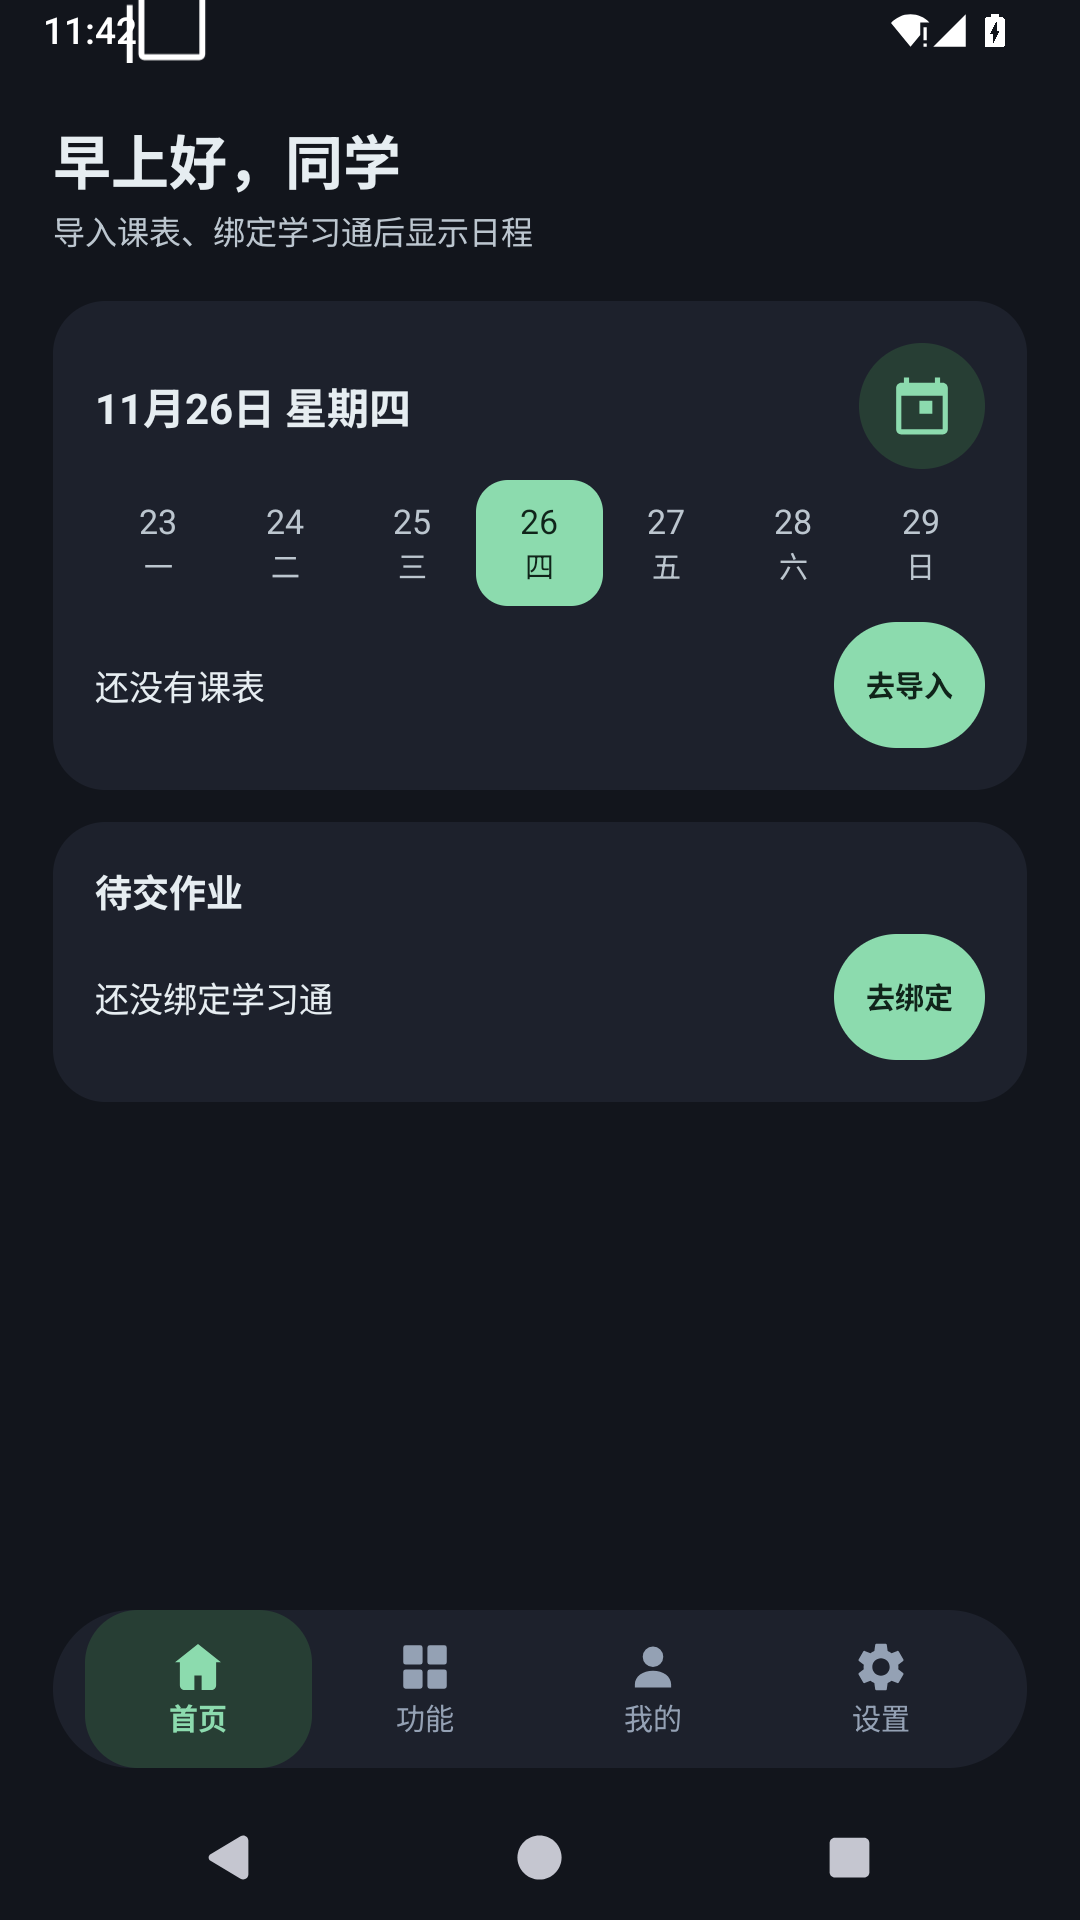 11:42
早上好，同学
导入课表、绑定学习通后显示日程
11月26日 星期四
23 24 25 26 27 28 29
一 二 三 四 五 六 日
还没有课表
去导入
待交作业
还没绑定学习通
去绑定
首页 功能 我的 设置